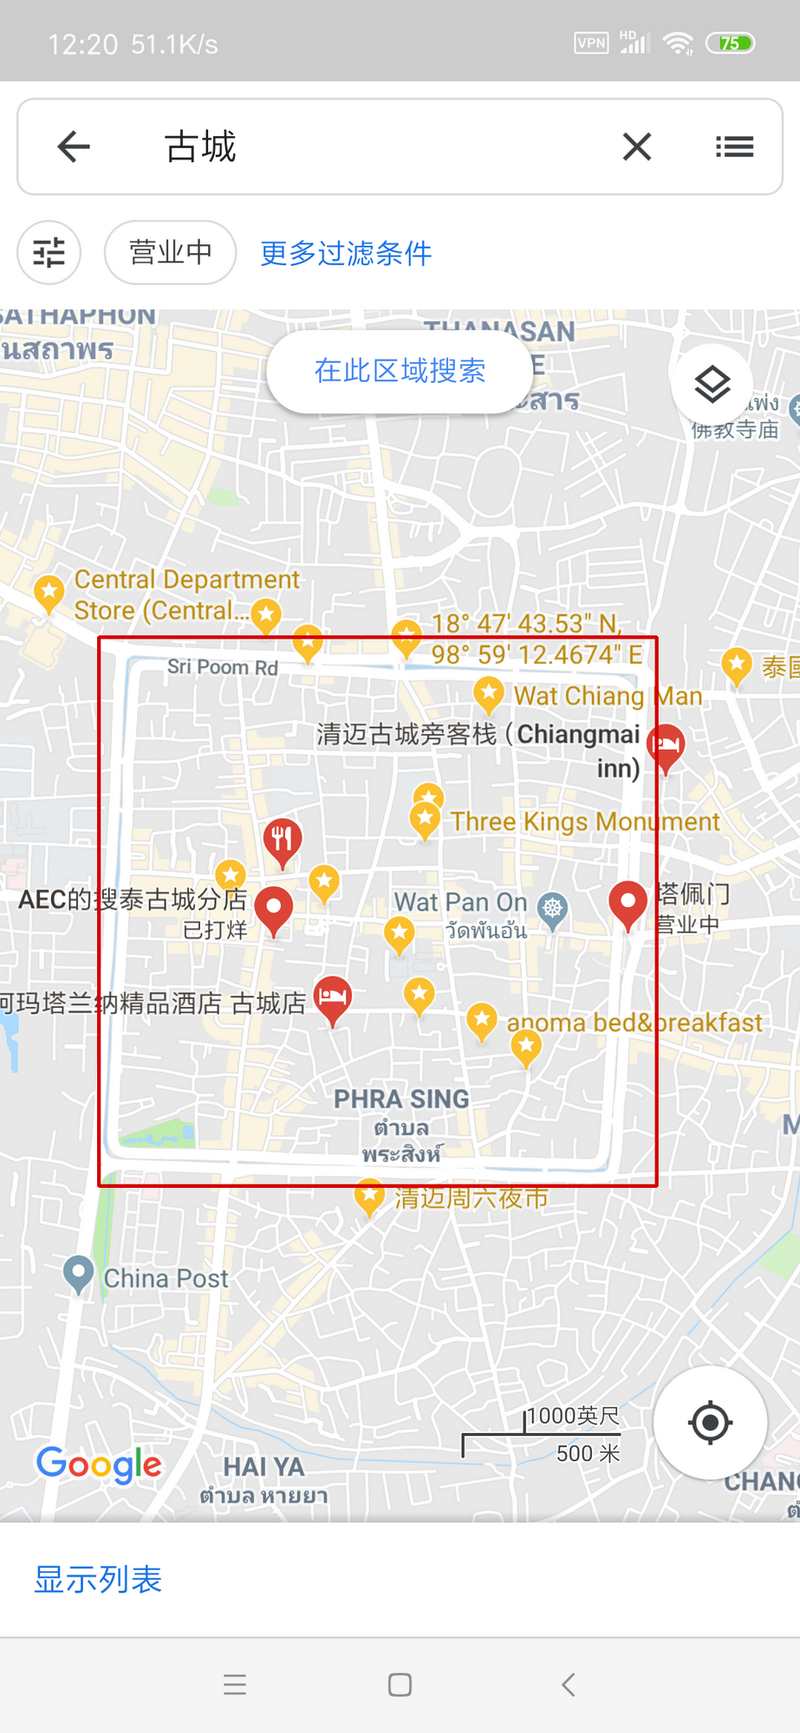 12:20 51.1K/s
VPN
HD
75
古城
营业中
更多过滤条件
THANASAN
นสถาพร
在此区域搜索
佛教寺庙
Central Department
Store (Central...
18° 47' 43.53" N,
98° 59' 12.4674" E
Sri Poom Rd
泰國
Wat Chiang Man
清迈古城旁客栈 (Chiangmai
inn)
Three Kings Monument
AEC的搜泰古城分店
已打烊
Wat Pan On
วัดพันอ้น
塔佩门
营业中
阿玛塔兰纳精品酒店 古城店
anoma bed&breakfast
PHRA SING
ตำบล
พระสิงห์
清迈周六夜市
China Post
1000英尺
500 米
Google
HAI YA
ตำบล หายยา
显示列表